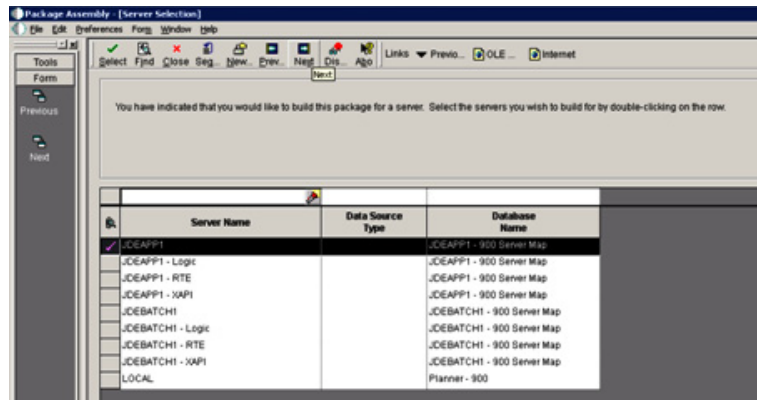 Package Assembly - [Server Selection]
File Edit Preferences Form Window Help
Tools
Form
Previous
Next
Select Find Close Seq... New... Prev... Next Dis... Abo Links Previo... OLE ... Internet
Next
You have indicated that you would like to build this package for a server. Select the servers you wish to build for by double-clicking on the row.
Server Name Data Source Type Database Name
JDEAPP1 JDEAPP1 - 900 Server Map
JDEAPP1 - Logic JDEAPP1 - 900 Server Map
JDEAPP1 - RTE JDEAPP1 - 900 Server Map
JDEAPP1 - XAPI JDEAPP1 - 900 Server Map
JDEBATCH1 JDEBATCH1 - 900 Server Map
JDEBATCH1 - Logic JDEBATCH1 - 900 Server Map
JDEBATCH1 - RTE JDEBATCH1 - 900 Server Map
JDEBATCH1 - XAPI JDEBATCH1 - 900 Server Map
LOCAL Planner - 900